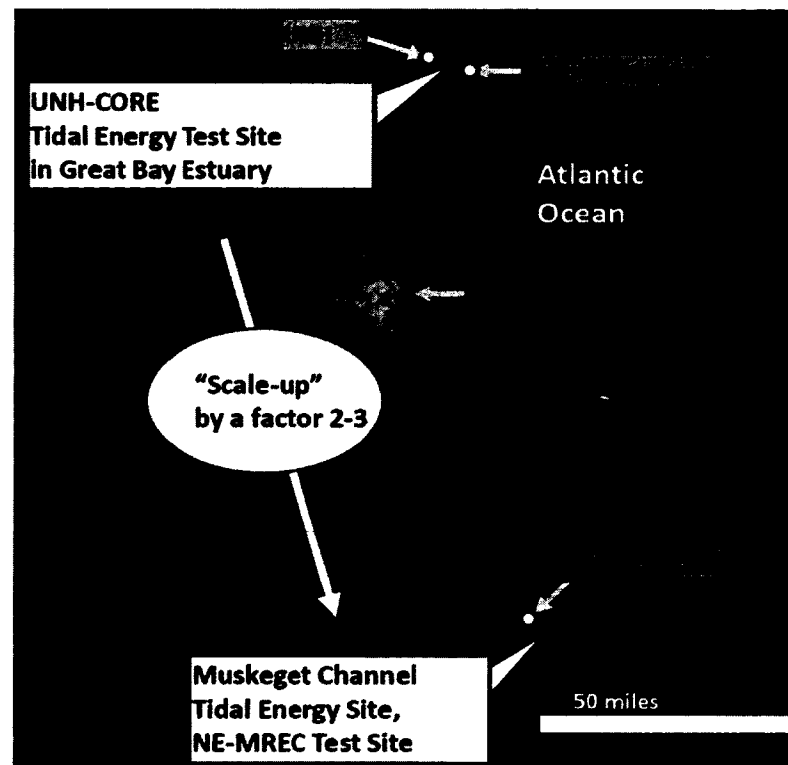 UNH-CORE
Tidal Energy Test Site
in Great Bay Estuary
Atlantic
Ocean
"Scale-up"
by a factor 2-3
Muskeget Channel
Tidal Energy Site,
NE-MREC Test Site
50 miles